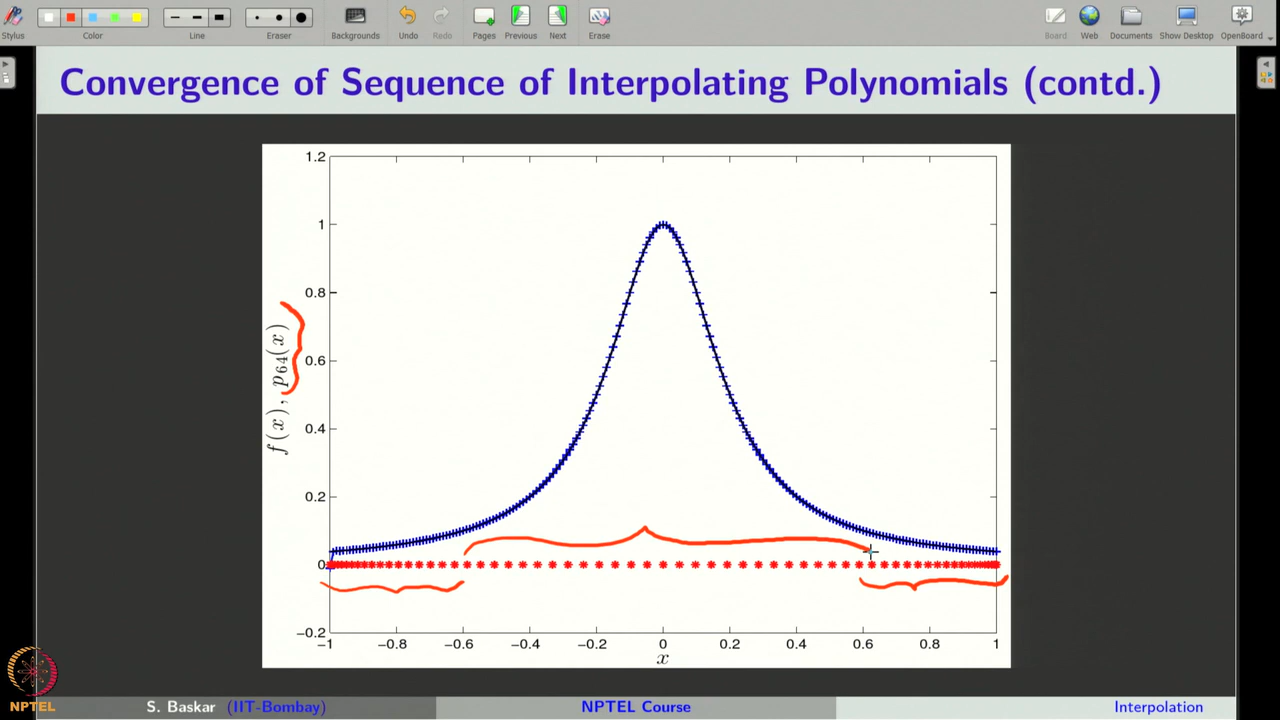 Stylus Color Line Eraser Backgrounds Undo Redo Pages Previous Next Erase Board Web Documents Show Desktop OpenBoard
Convergence of Sequence of Interpolating Polynomials (contd.)
1.2
1
0.8
0.6
0.4
0.2
0
−0.2
f(x), p64(x)
−1 −0.8 −0.6 −0.4 −0.2 0 0.2 0.4 0.6 0.8 1
x
NPTEL
S. Baskar (IIT-Bombay) NPTEL Course Interpolation